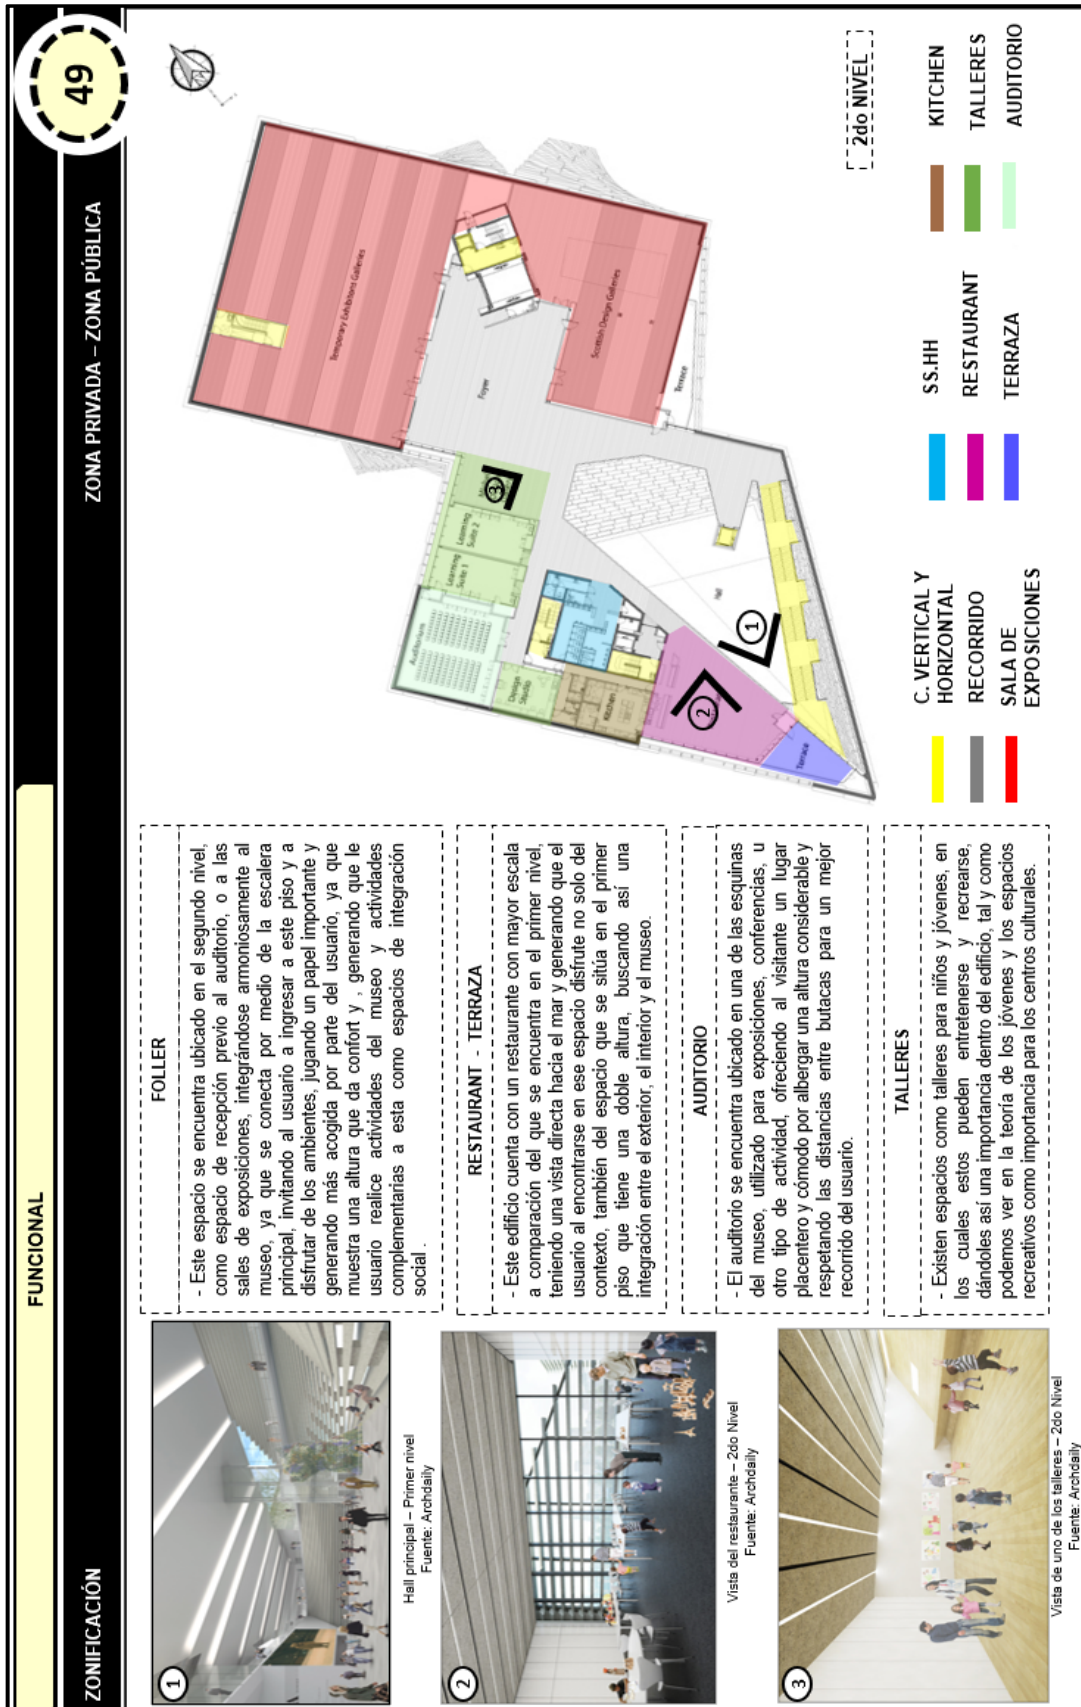 FUNCIONAL
49
ZONIFICACIÓN
ZONA PRIVADA – ZONA PÚBLICA
1
Hall principal – Primer nivel
Fuente: Archdaily
2
Vista del restaurante – 2do Nivel
Fuente: Archdaily
3
Vista de uno de los talleres – 2do Nivel
Fuente: Archdaily
FOLLER
- Este espacio se encuentra ubicado en el segundo nivel,
como espacio de recepción previo al auditorio, o a las
sales de exposiciones, integrándose armoniosamente al
museo, ya que se conecta por medio de la escalera
principal, invitando al usuario a ingresar a este piso y a
disfrutar de los ambientes, jugando un papel importante y
generando más acogida por parte del usuario, ya que
muestra una altura que da confort y , generando que le
usuario realice actividades del museo y actividades
complementarias a esta como espacios de integración
social .
RESTAURANT - TERRAZA
- Este edificio cuenta con un restaurante con mayor escala
a comparación del que se encuentra en el primer nivel,
teniendo una vista directa hacia el mar y generando que el
usuario al encontrarse en ese espacio disfrute no solo del
contexto, también del espacio que se sitúa en el primer
piso que tiene una doble altura, buscando así una
integración entre el exterior, el interior y el museo.
AUDITORIO
- El auditorio se encuentra ubicado en una de las esquinas
del museo, utilizado para exposiciones, conferencias, u
otro tipo de actividad, ofreciendo al visitante un lugar
placentero y cómodo por albergar una altura considerable y
respetando las distancias entre butacas para un mejor
recorrido del usuario.
TALLERES
- Existen espacios como talleres para niños y jóvenes, en
los cuales estos pueden entretenerse y recrearse,
dándoles así una importancia dentro del edificio, tal y como
podemos ver en la teoría de los jóvenes y los espacios
recreativos como importancia para los centros culturales.
Temporary Exhibitions Galleries
Foyer
Scottish Design Galleries
Terrace
3
Learning
Suite 2
Learning
Suite 1
Auditorium
Design
Studio
Kitchen
Hall
1
2
Terrace
2do NIVEL
C. VERTICAL Y
HORIZONTAL
RECORRIDO
SALA DE
EXPOSICIONES
SS.HH
RESTAURANT
TERRAZA
KITCHEN
TALLERES
AUDITORIO